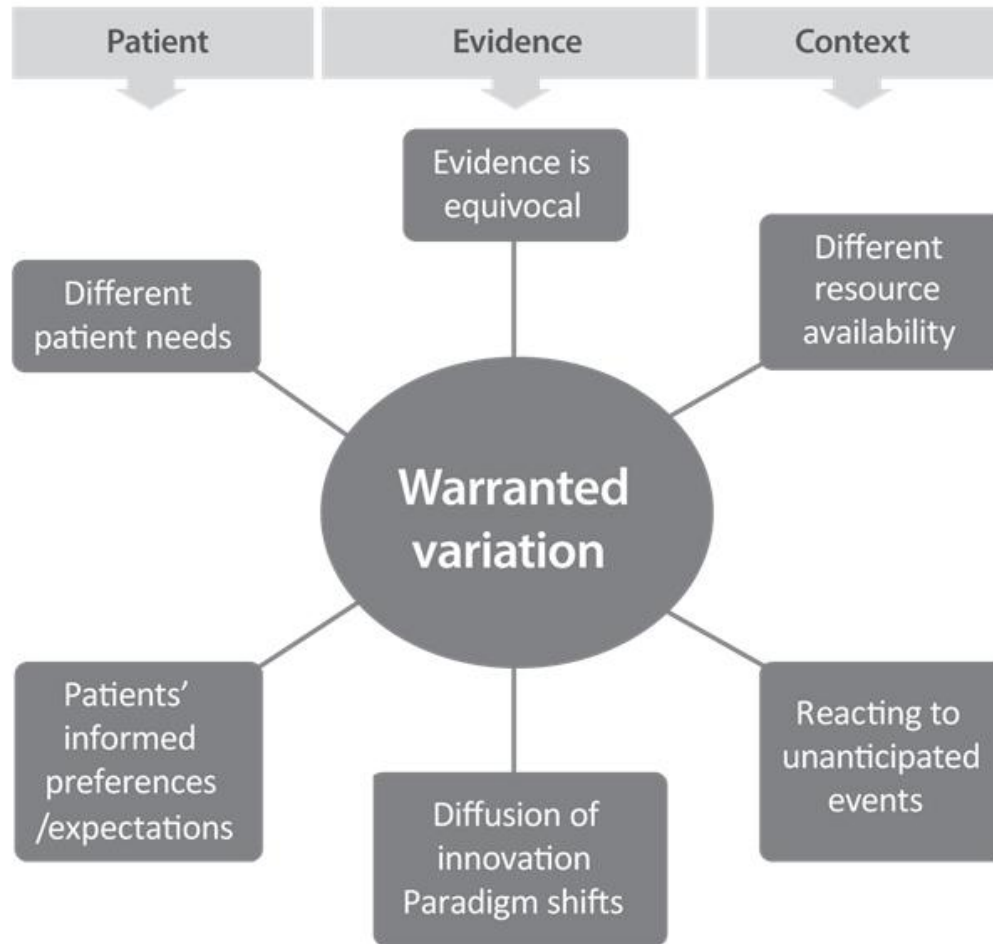 Patient
Evidence
Context
Evidence is
equivocal
Different
patient needs
Different
resource
availability
Warranted
variation
Patients’
informed
preferences
/expectations
Diffusion of
innovation
Paradigm shifts
Reacting to
unanticipated
events